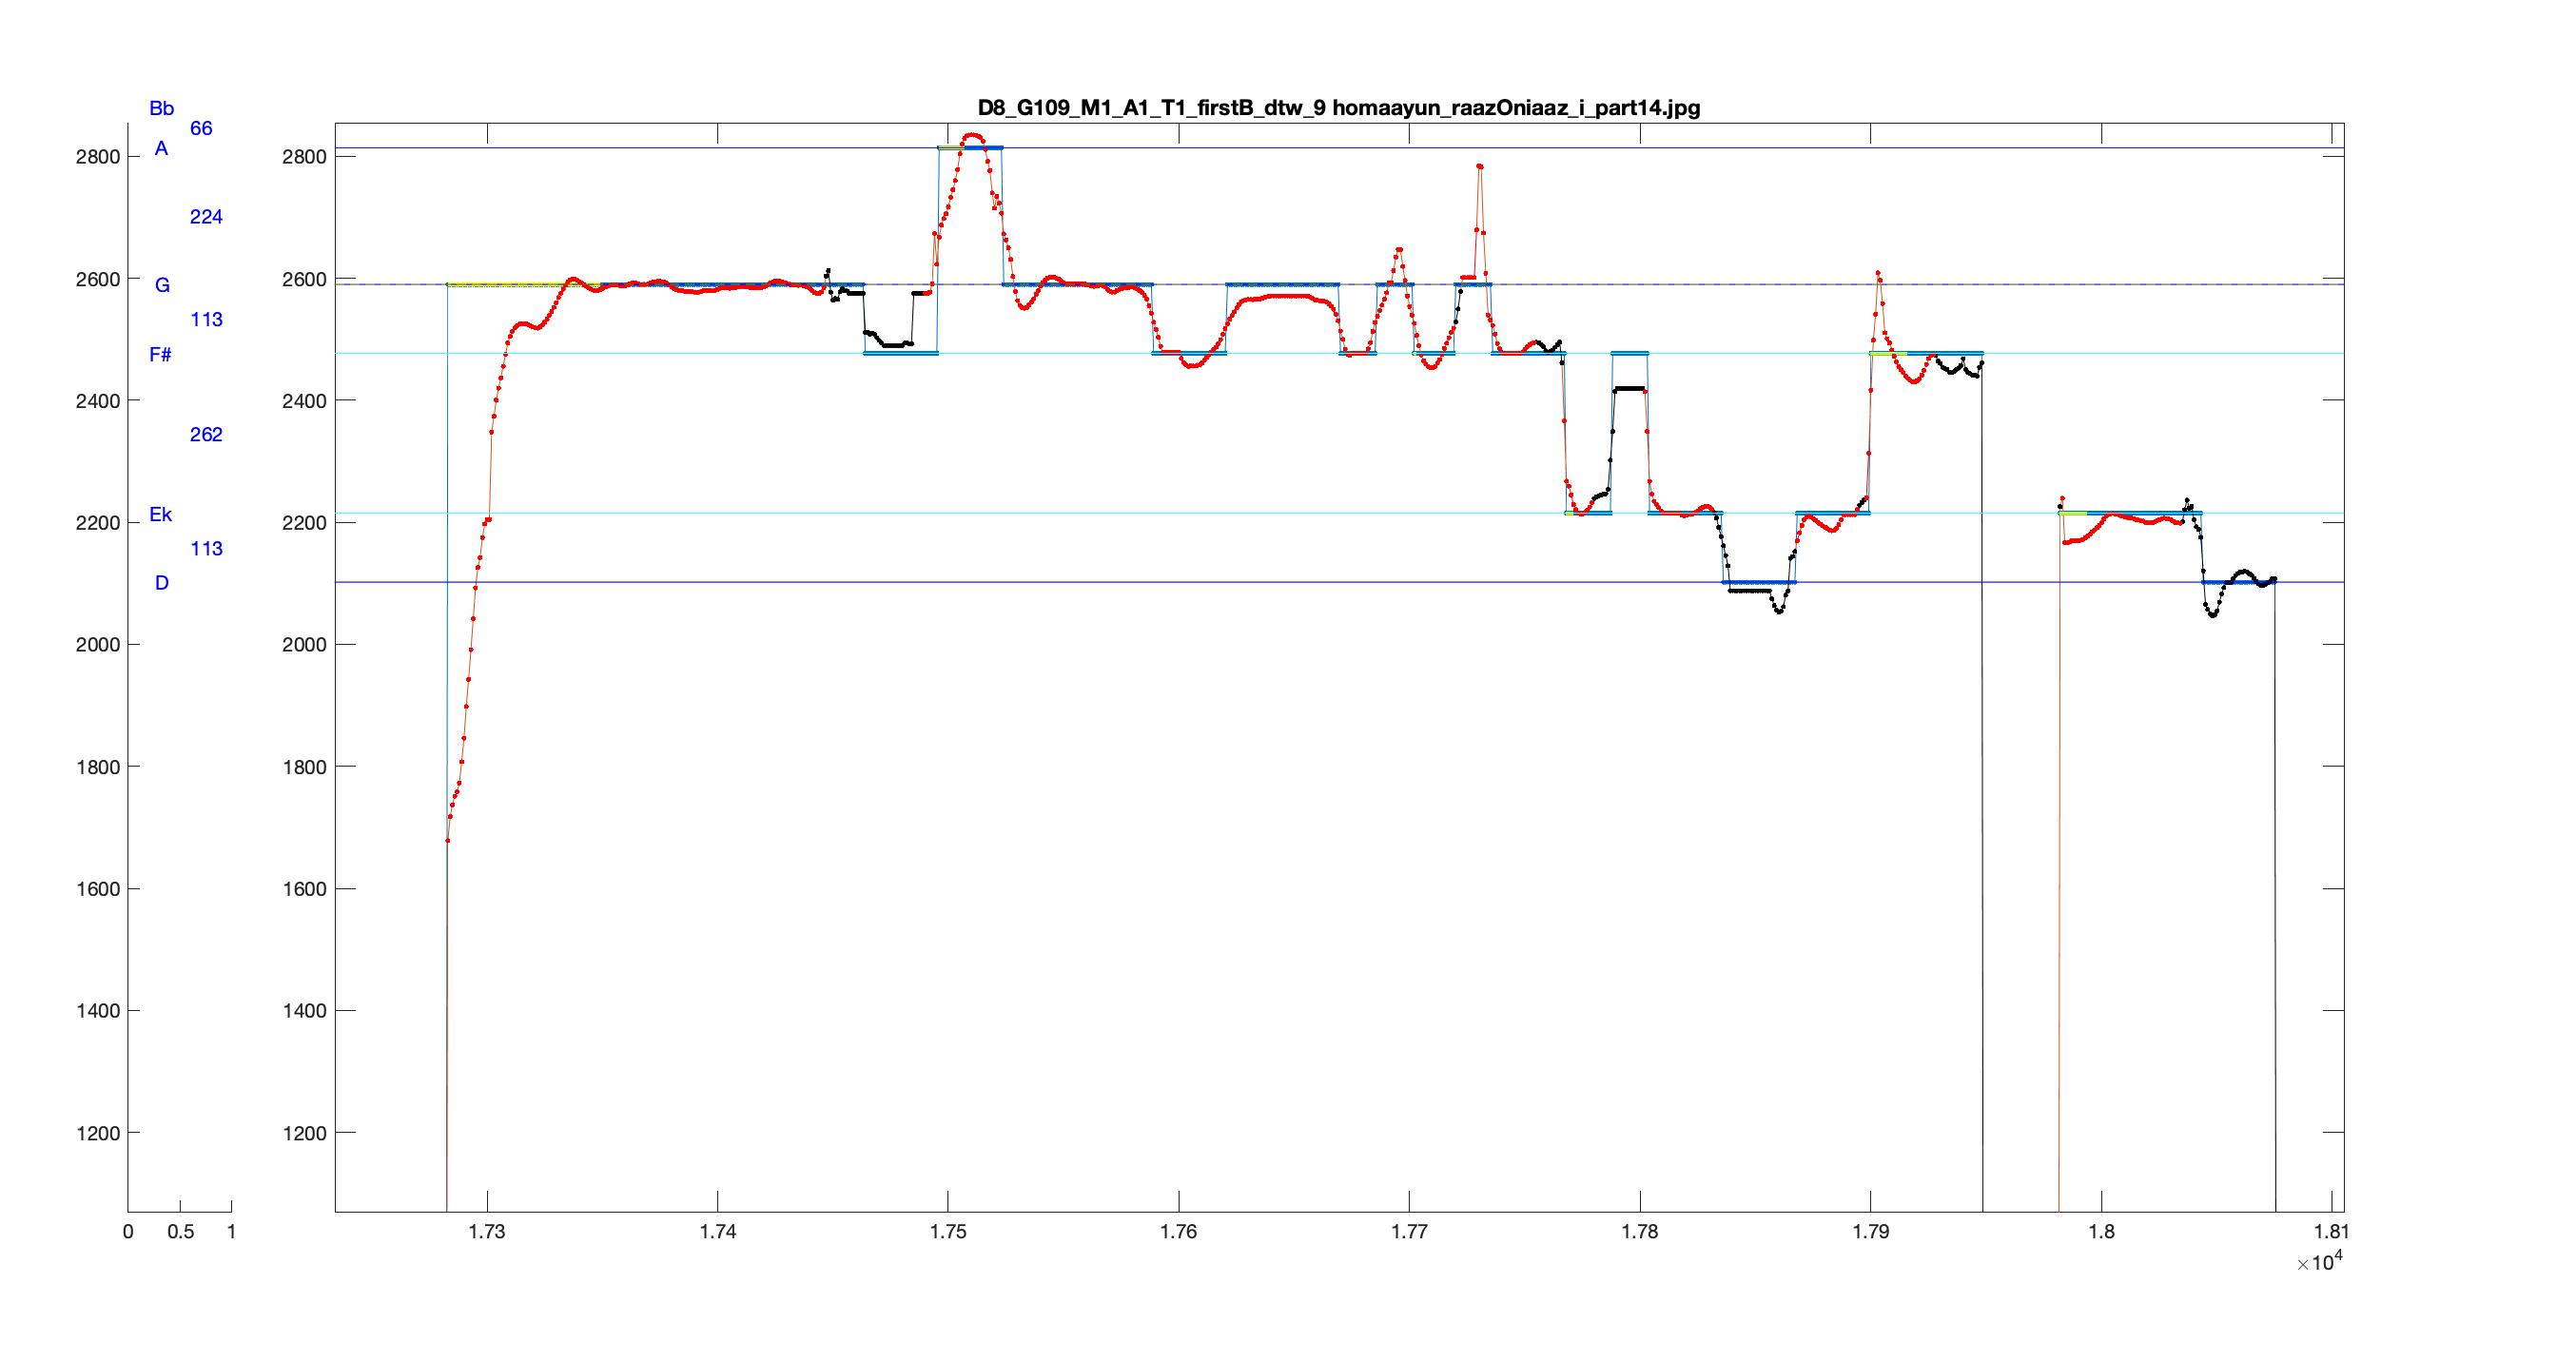 D8_G109_M1_A1_T1_firstB_dtw_9 homaayun_raazOniaaz_i_part14.jpg
Bb
66
2800 A 2800
224
2600 G 2600
113
F#
2400 2400
262
Ek
2200 2200
113
D
2000 2000
1800 1800
1600 1600
1400 1400
1200 1200
0 0.5 1 1.73 1.74 1.75 1.76 1.77 1.78 1.79 1.8 1.81
×10⁴